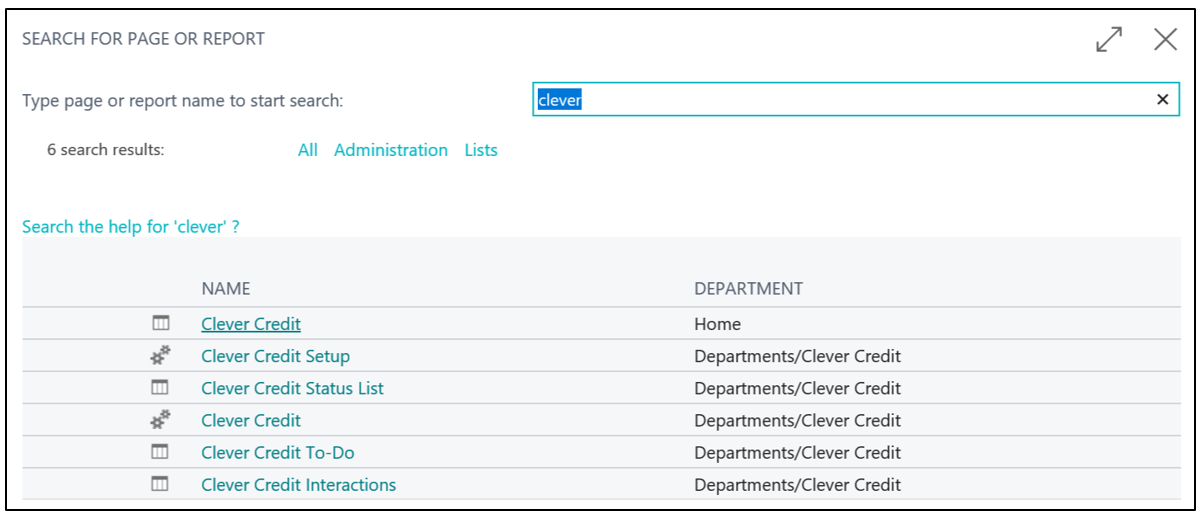 SEARCH FOR PAGE OR REPORT
Type page or report name to start search: clever
6 search results: All Administration Lists
Search the help for 'clever' ?
NAME DEPARTMENT
Clever Credit Home
Clever Credit Setup Departments/Clever Credit
Clever Credit Status List Departments/Clever Credit
Clever Credit Departments/Clever Credit
Clever Credit To-Do Departments/Clever Credit
Clever Credit Interactions Departments/Clever Credit